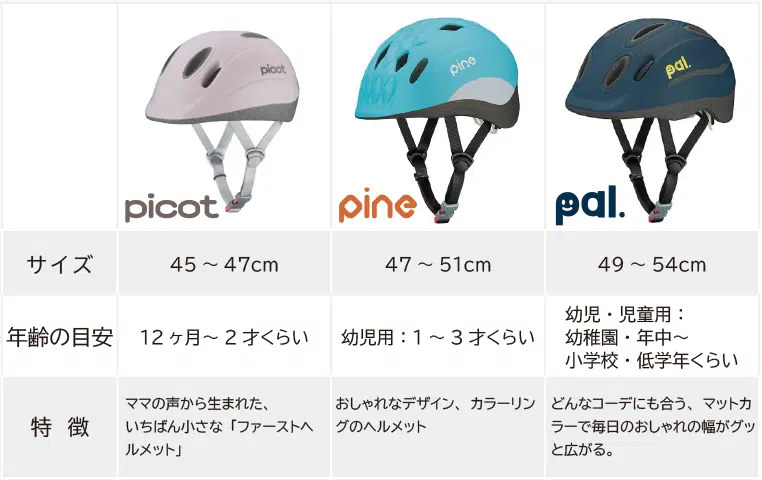 picot
pine
pal.
picot
pine
pal.
サイズ
45 ～ 47cm
47 ～ 51cm
49 ～ 54cm
年齢の目安
12 ヶ月～ 2 才くらい
幼児用：1 ～ 3 才くらい
幼児・児童用：
幼稚園・年中～
小学校・低学年くらい
特 徴
ママの声から生まれた、
いちばん小さな「ファーストヘ
ルメット」
おしゃれなデザイン、カラーリン
グのヘルメット
どんなコーデにも合う、マットカ
ラーで毎日のおしゃれの幅がグッ
と広がる。